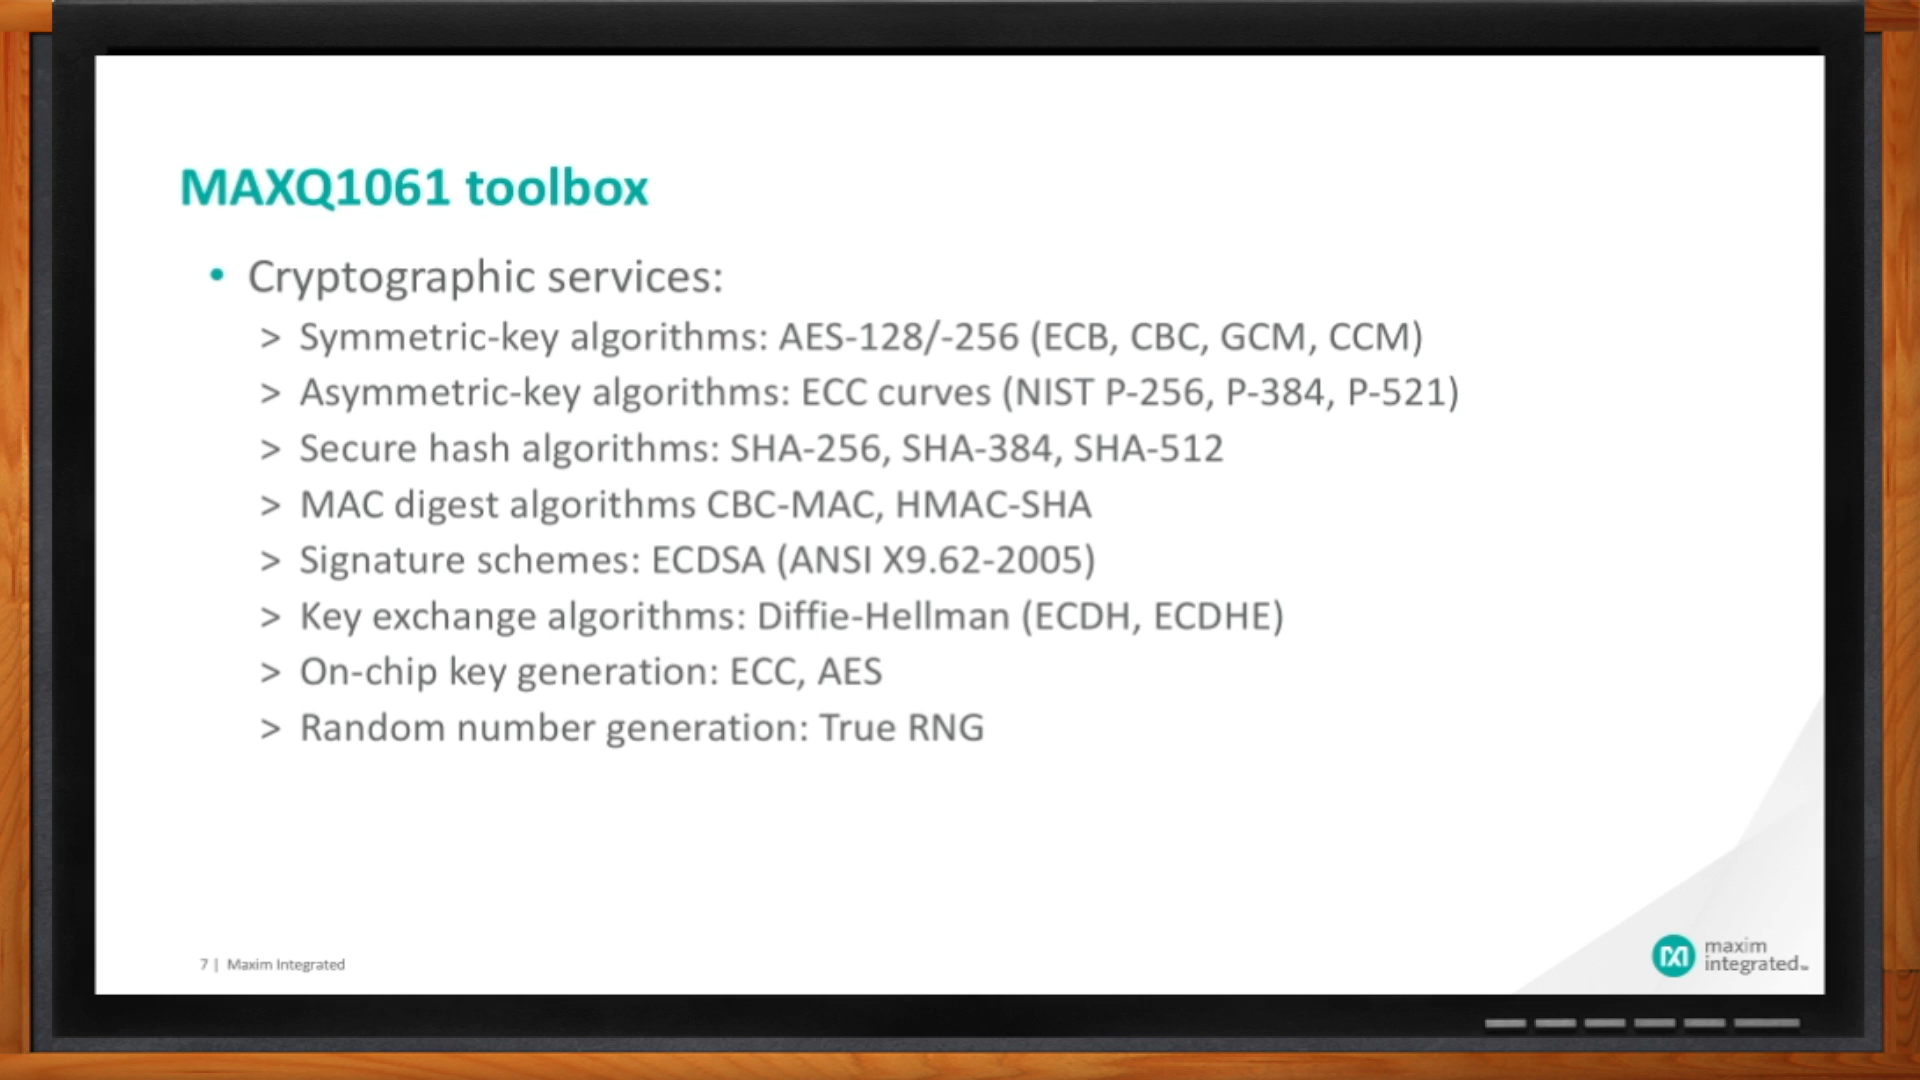 MAXQ1061 toolbox
• Cryptographic services:
> Symmetric-key algorithms: AES-128/-256 (ECB, CBC, GCM, CCM)
> Asymmetric-key algorithms: ECC curves (NIST P-256, P-384, P-521)
> Secure hash algorithms: SHA-256, SHA-384, SHA-512
> MAC digest algorithms CBC-MAC, HMAC-SHA
> Signature schemes: ECDSA (ANSI X9.62-2005)
> Key exchange algorithms: Diffie-Hellman (ECDH, ECDHE)
> On-chip key generation: ECC, AES
> Random number generation: True RNG
7 | Maxim Integrated
maxim
integrated™